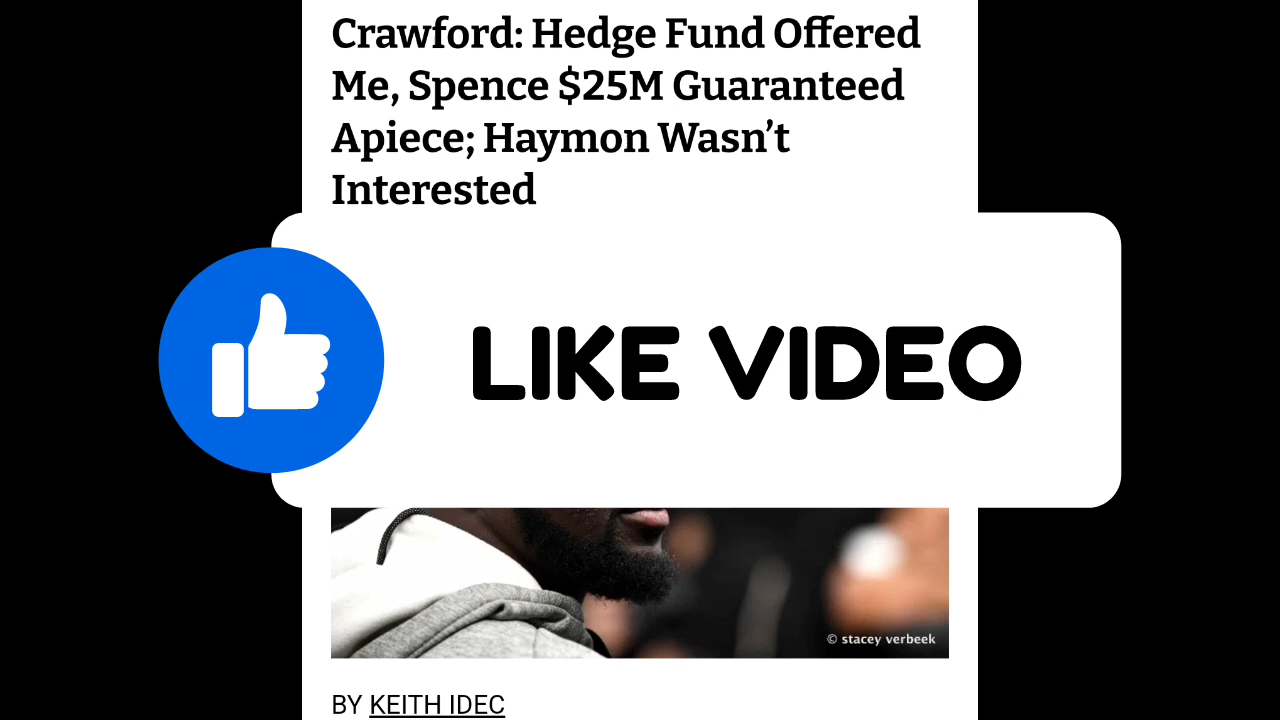 Crawford: Hedge Fund Offered
Me, Spence $25M Guaranteed
Apiece; Haymon Wasn’t
Interested
LIKE VIDEO
© stacey verbeek
BY KEITH IDEC